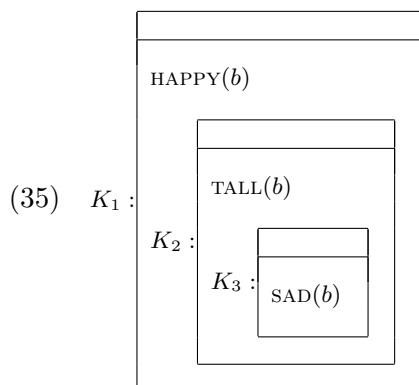 HAPPY(b)
TALL(b)
(35) K₁ :
K₂ :
K₃ :
SAD(b)